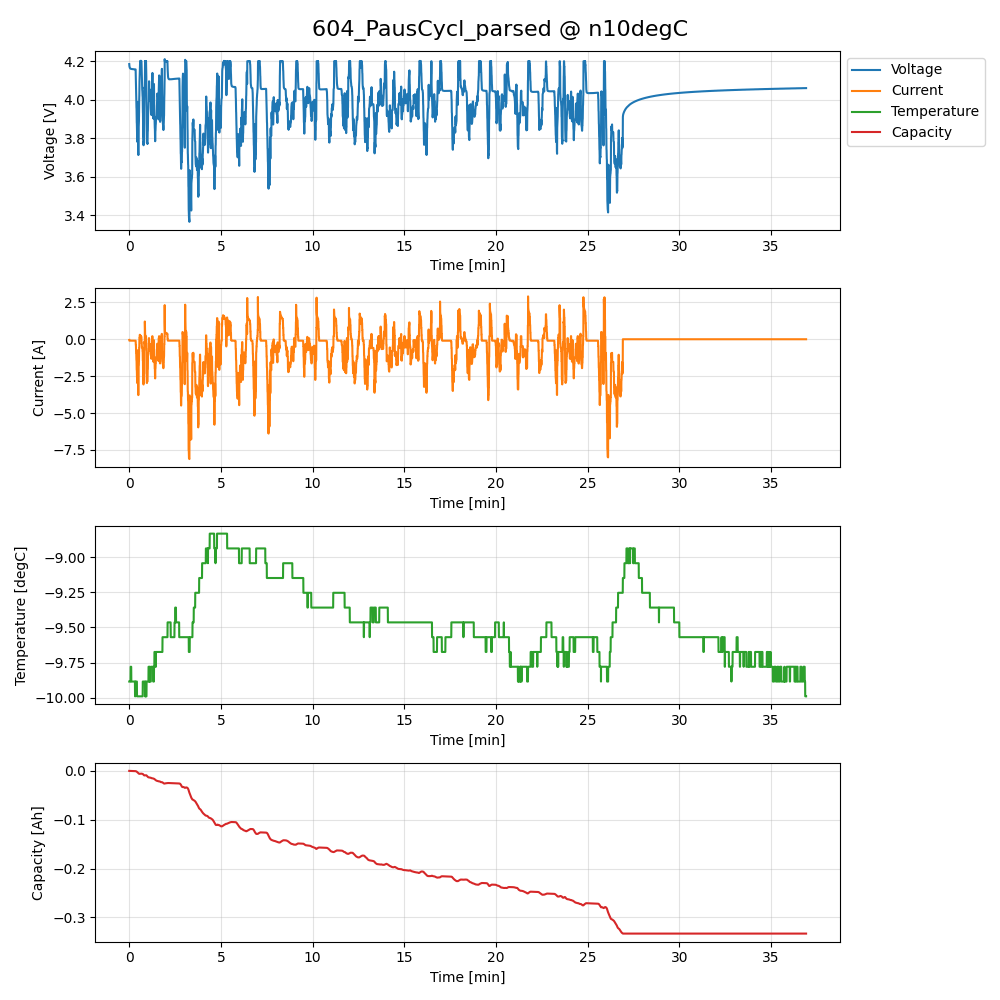 604_PausCycl_parsed @ n10degC
4.2
4.0
3.8
3.6
3.4
Voltage [V]
0 5 10 15 20 25 30 35
Time [min]
Voltage
Current
Temperature
Capacity
2.5
0.0
−2.5
−5.0
−7.5
Current [A]
0 5 10 15 20 25 30 35
Time [min]
−9.00
−9.25
−9.50
−9.75
−10.00
Temperature [degC]
0 5 10 15 20 25 30 35
Time [min]
0.0
−0.1
−0.2
−0.3
Capacity [Ah]
0 5 10 15 20 25 30 35
Time [min]